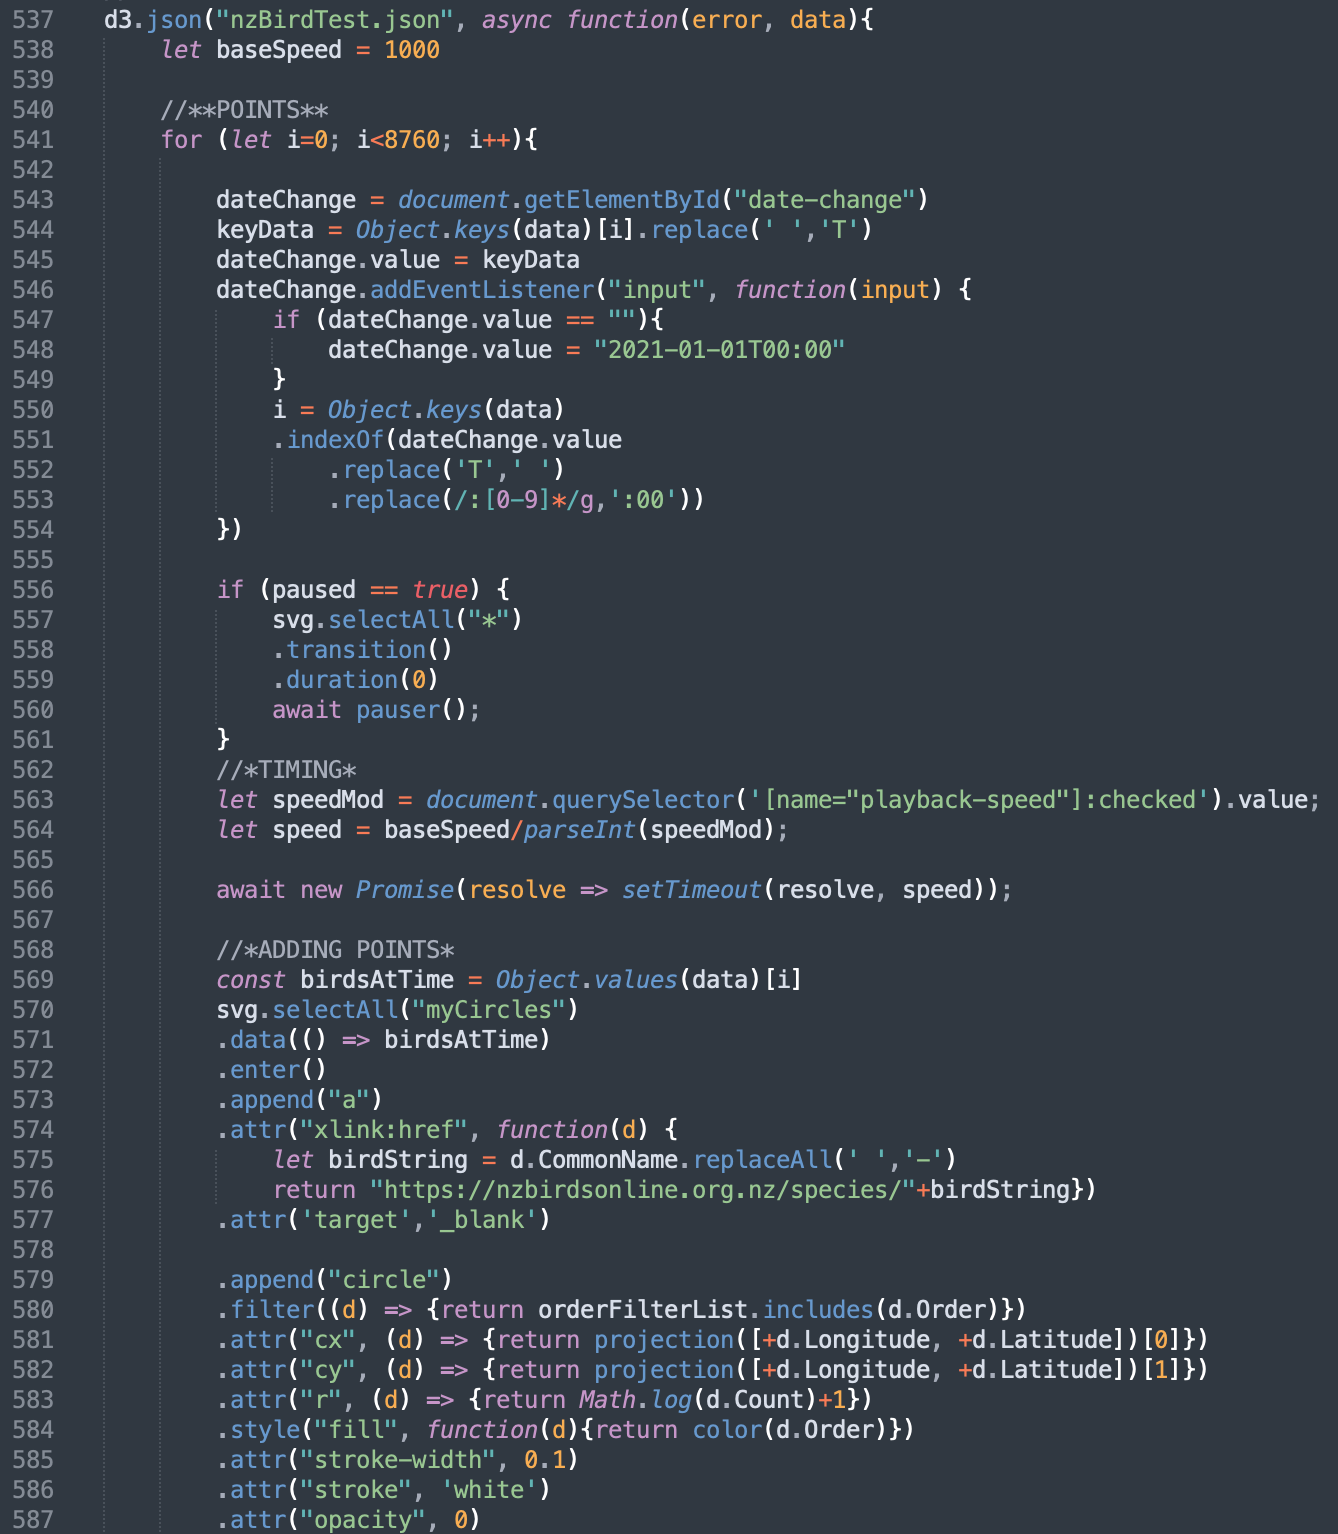 537 d3.json("nzBirdTest.json", async function(error, data){
538     let baseSpeed = 1000
539
540     //**POINTS**
541     for (let i=0; i<8760; i++){
542
543         dateChange = document.getElementById("date-change")
544         keyData = Object.keys(data)[i].replace(' ','T')
545         dateChange.value = keyData
546         dateChange.addEventListener("input", function(input) {
547             if (dateChange.value == ""){
548                 dateChange.value = "2021-01-01T00:00"
549             }
550             i = Object.keys(data)
551             .indexOf(dateChange.value
552                 .replace('T',' ')
553                 .replace(/:[0-9]*/g,':00'))
554         })
555
556         if (paused == true) {
557             svg.selectAll("*")
558             .transition()
559             .duration(0)
560             await pauser();
561         }
562         //*TIMING*
563         let speedMod = document.querySelector('[name="playback-speed"]:checked').value;
564         let speed = baseSpeed/parseInt(speedMod);
565
566         await new Promise(resolve => setTimeout(resolve, speed));
567
568         //*ADDING POINTS*
569         const birdsAtTime = Object.values(data)[i]
570         svg.selectAll("myCircles")
571         .data(() => birdsAtTime)
572         .enter()
573         .append("a")
574         .attr("xlink:href", function(d) {
575             let birdString = d.CommonName.replaceAll(' ','-')
576             return "https://nzbirdsonline.org.nz/species/"+birdString})
577         .attr('target','_blank')
578
579         .append("circle")
580         .filter((d) => {return orderFilterList.includes(d.Order)})
581         .attr("cx", (d) => {return projection([+d.Longitude, +d.Latitude])[0]})
582         .attr("cy", (d) => {return projection([+d.Longitude, +d.Latitude])[1]})
583         .attr("r", (d) => {return Math.log(d.Count)+1})
584         .style("fill", function(d){return color(d.Order)})
585         .attr("stroke-width", 0.1)
586         .attr("stroke", 'white')
587         .attr("opacity", 0)